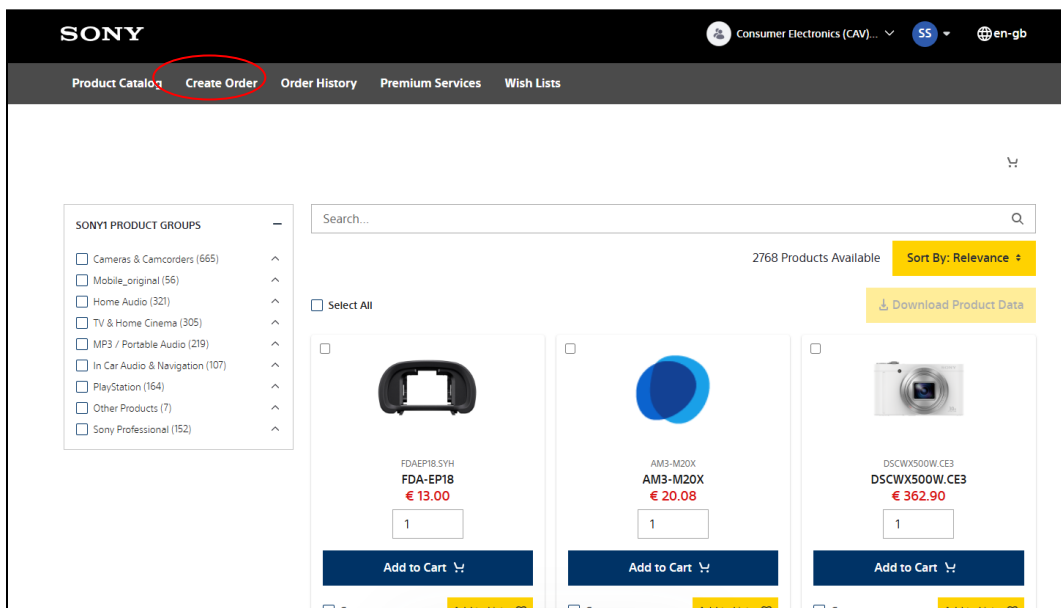 SONY
Consumer Electronics (CAV)...
SS
en-gb
Product Catalog Create Order Order History Premium Services Wish Lists
SONY1 PRODUCT GROUPS
Cameras & Camcorders (665)
Mobile_original (56)
Home Audio (321)
TV & Home Cinema (305)
MP3 / Portable Audio (219)
In Car Audio & Navigation (107)
PlayStation (164)
Other Products (7)
Sony Professional (152)
Search...
2768 Products Available
Sort By: Relevance
Select All
Download Product Data
FDAEP18.SYH
FDA-EP18
€ 13.00
1
Add to Cart
AM3-M20X
AM3-M20X
€ 20.08
1
Add to Cart
DSCWX500W.CE3
DSCWX500W.CE3
€ 362.90
1
Add to Cart